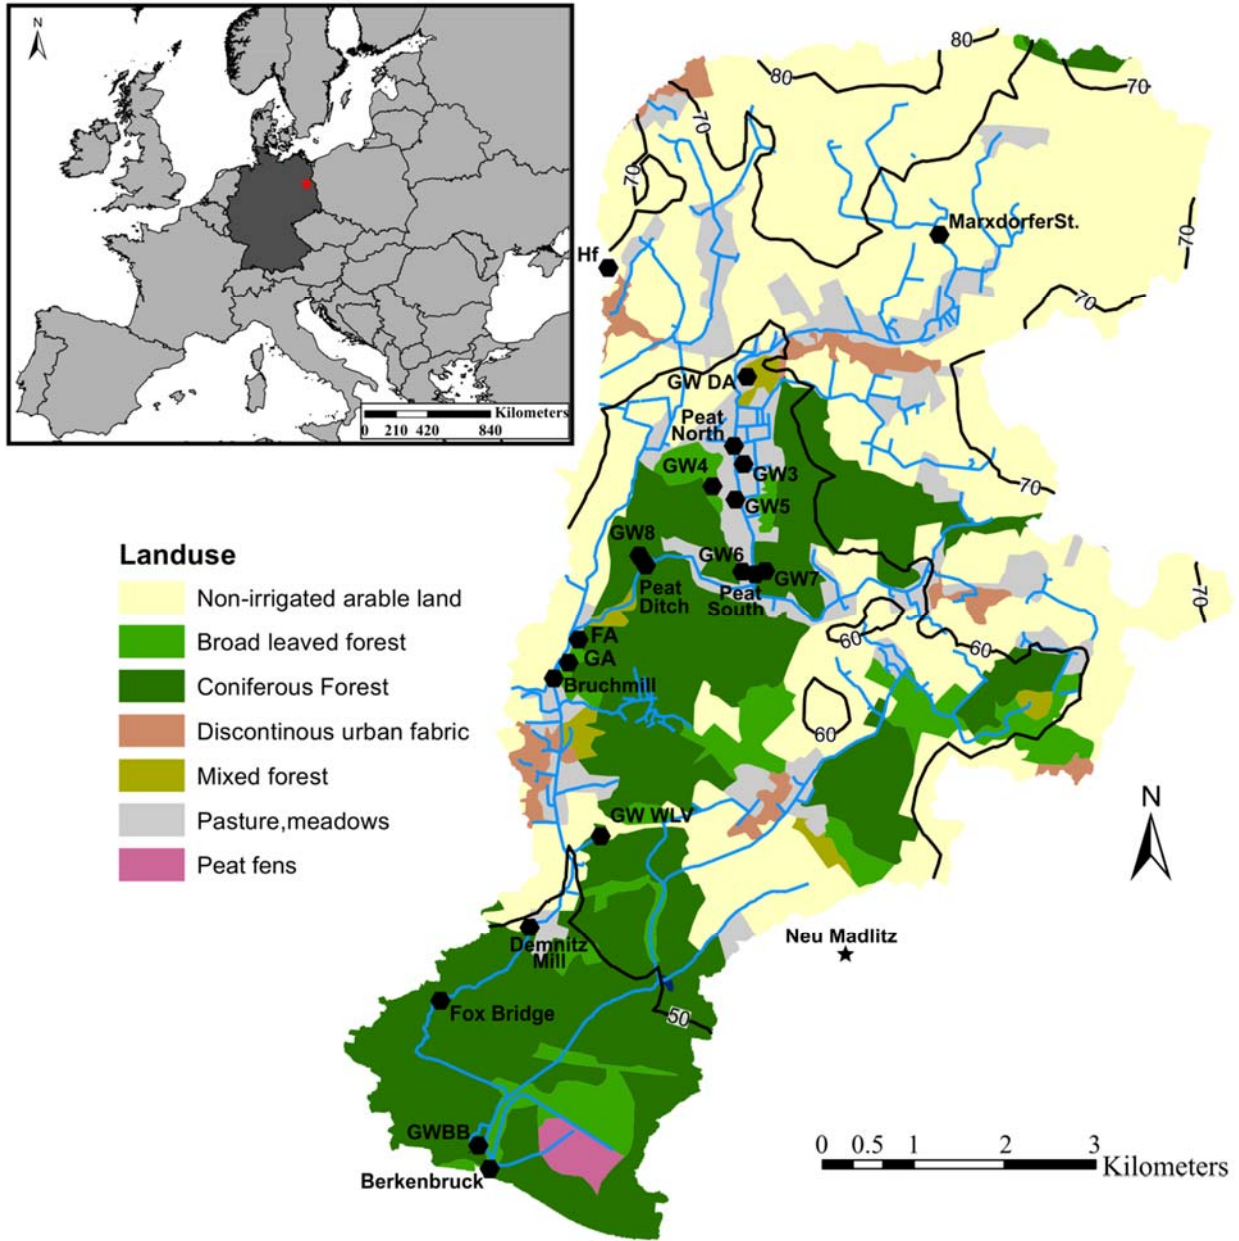 N
Kilometers
0 210 420 840
80
80
70
70
70
MarxdorferSt.
70
Hf
70
GW DA
Peat
North
GW4
GW3
70
GW5
GW8
GW6
GW7
Peat
Ditch
Peat
South
70
FA
60
60
GA
Bruchmill
60
Landuse
Non-irrigated arable land
Broad leaved forest
Coniferous Forest
Discontinous urban fabric
Mixed forest
Pasture,meadows
Peat fens
N
GW WLV
Neu Madlitz
Demnitz
Mill
Fox Bridge
50
GWBB
Berkenbruck
0 0.5 1 2 3
Kilometers